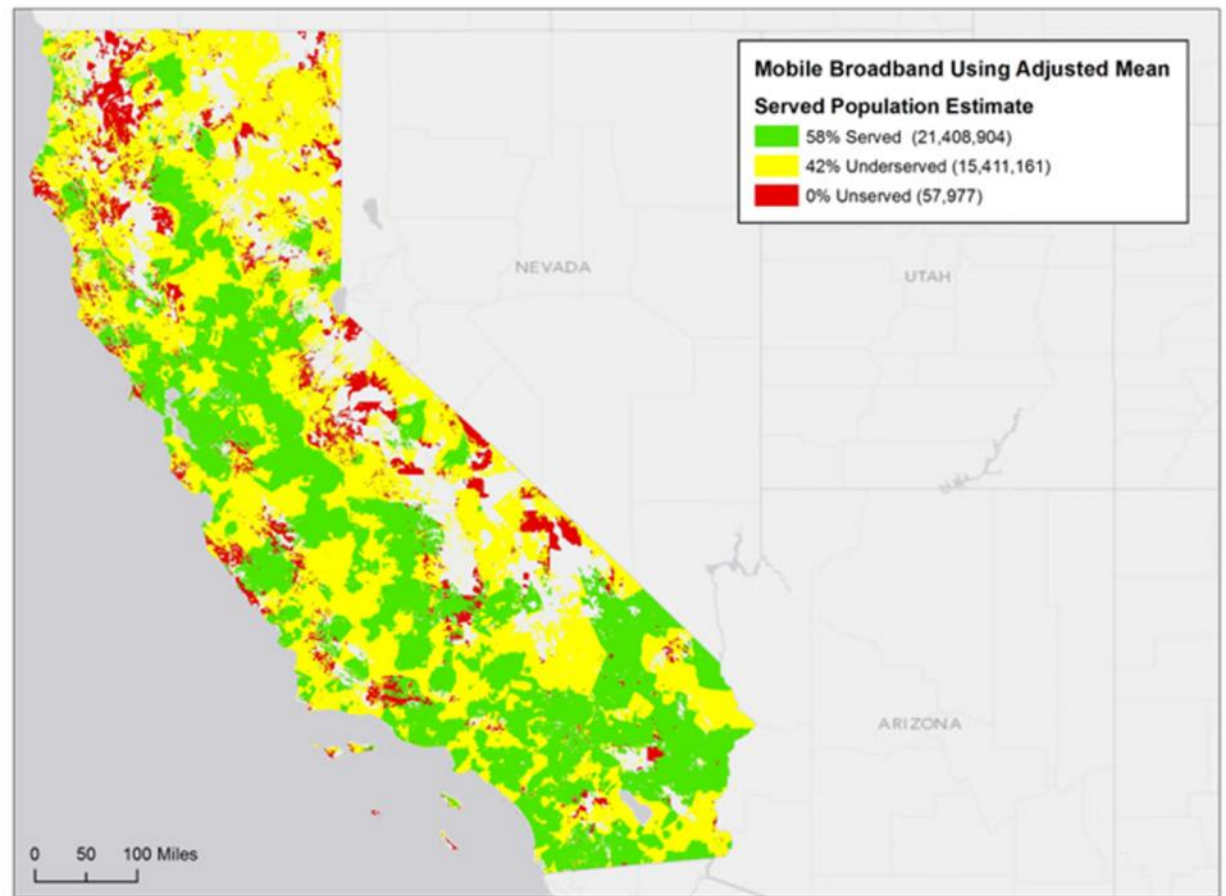 Mobile Broadband Using Adjusted Mean
Served Population Estimate
58% Served (21,408,904)
42% Underserved (15,411,161)
0% Unserved (57,977)
NEVADA
UTAH
ARIZONA
0 50 100 Miles